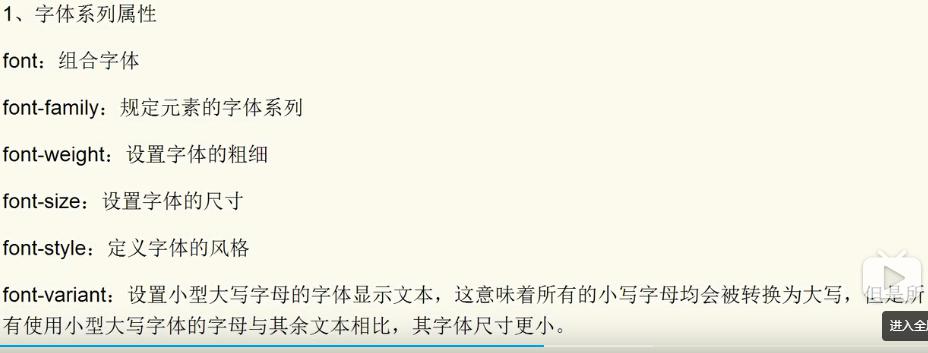 1、字体系列属性
font：组合字体
font-family：规定元素的字体系列
font-weight：设置字体的粗细
font-size：设置字体的尺寸
font-style：定义字体的风格
font-variant：设置小型大写字母的字体显示文本，这意味着所有的小写字母均会被转换为大写，但是所
有使用小型大写字体的字母与其余文本相比，其字体尺寸更小。
进入全